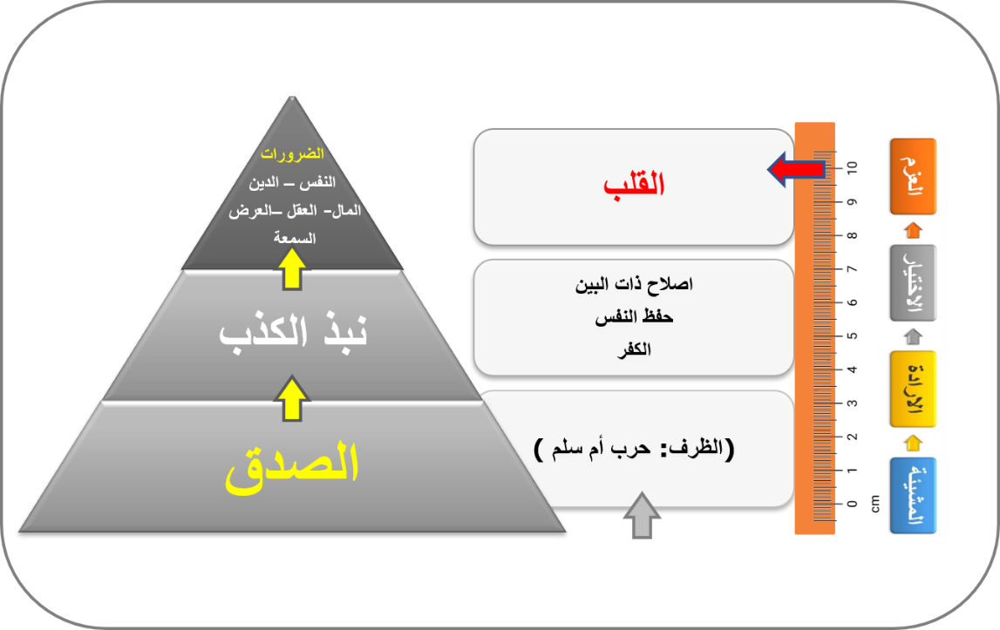 الضرورات
النفس – الدين
المال- العقل –العرض
السمعة
نبذ الكذب
الصدق
القلب
اصلاح ذات البين
حفظ النفس
الكفر
(الظرف: حرب أم سلم )
10
9
8
7
6
5
4
3
2
1
0
cm
العزم
الاختيار
الارادة
المشيئة